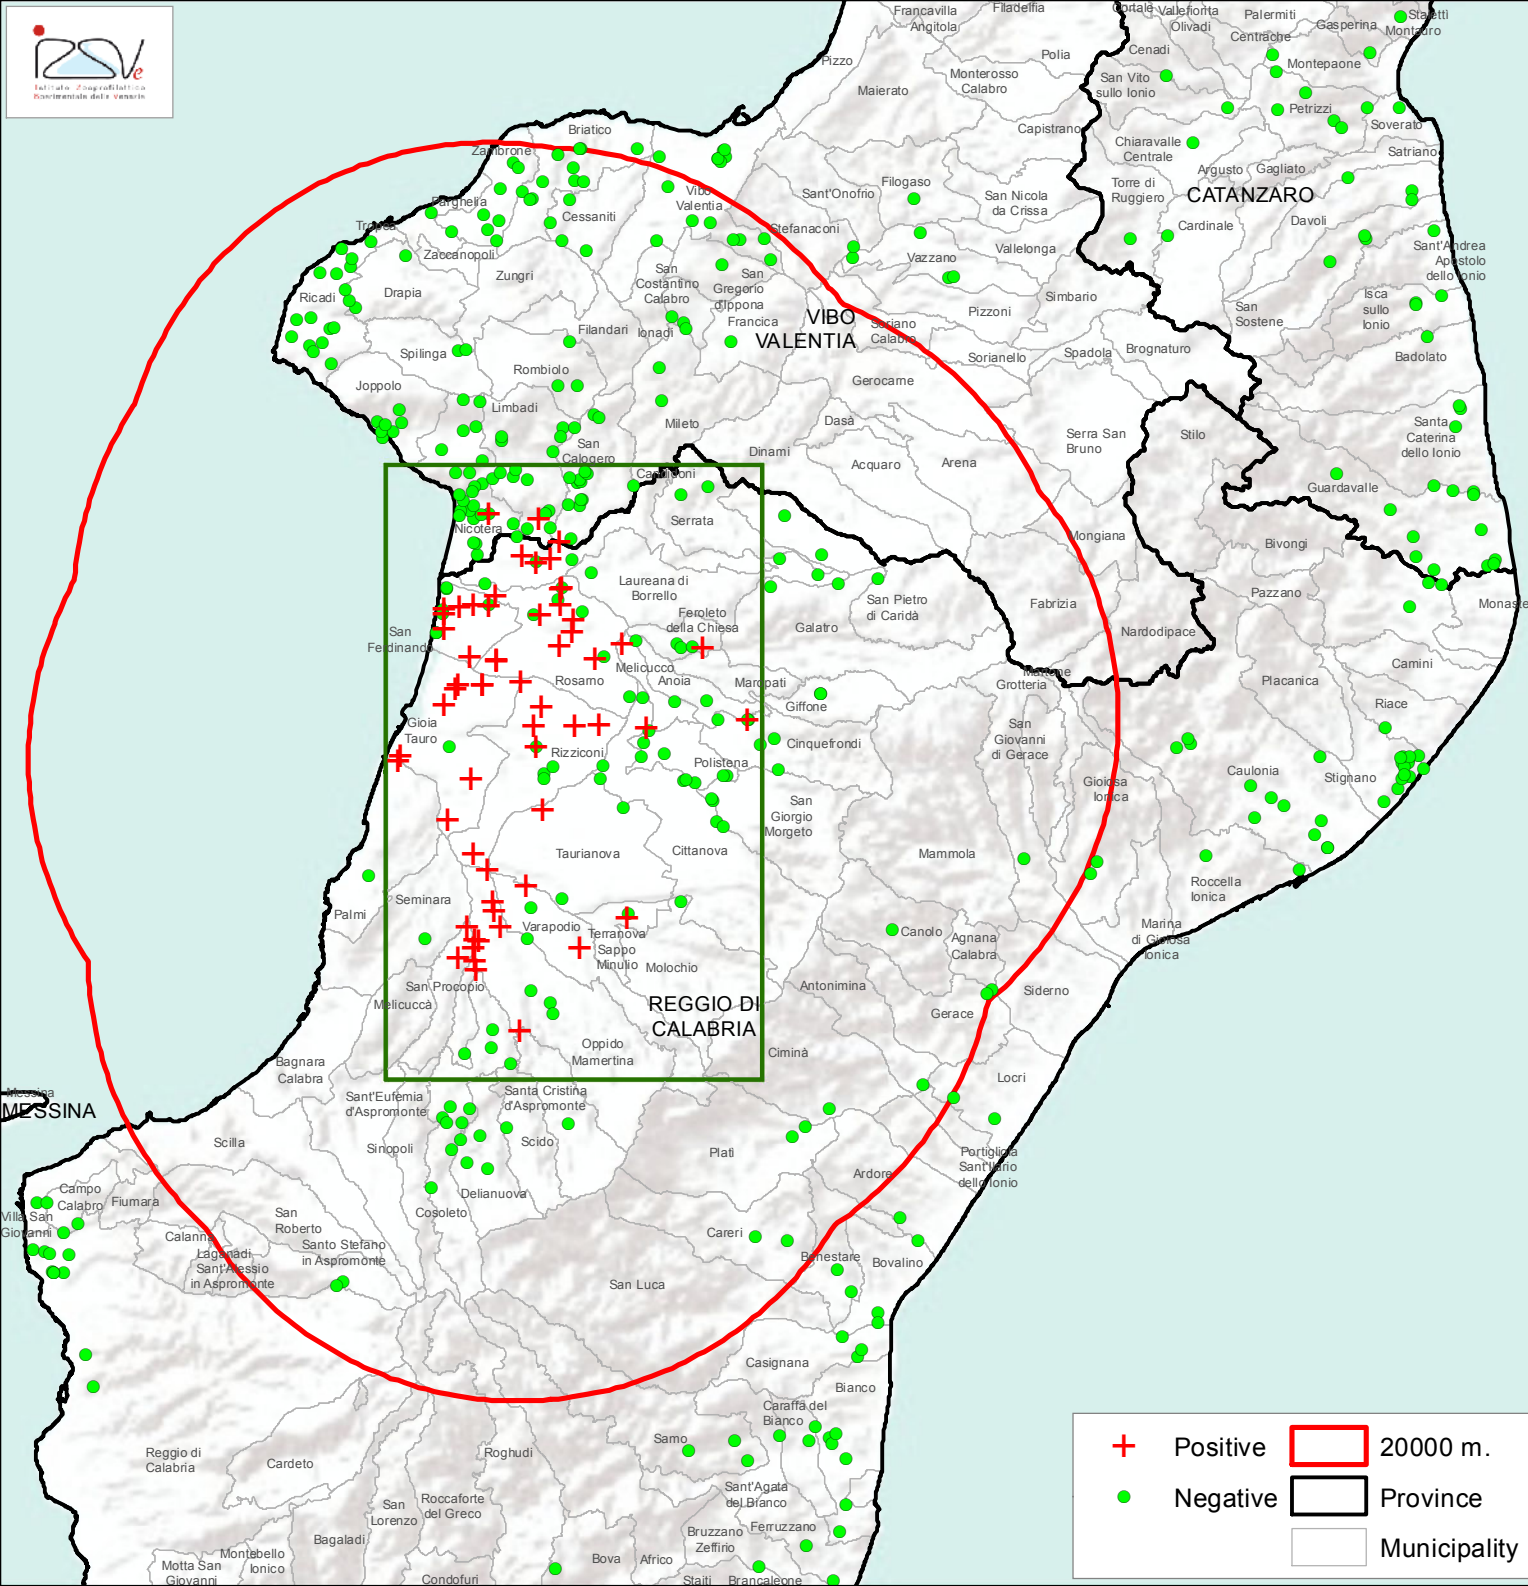 IZSVe
Istituto Zooprofilattico
Sperimentale delle Venezie
Francavilla
Angitola
Filadelfia
Cortale
Vallefiorita
Olivadi
Palermiti
Centrache
Gasperina
Stalettì
Montauro
Pizzo
Polia
Cenadi
Montepaone
Maierato
Monterosso
Calabro
San Vito
sullo Ionio
Petrizzi
Soverato
Briatico
Capistrano
Chiaravalle
Centrale
Satriano
Zambrone
Argusto
Gagliato
Filogaso
Torre di
Ruggiero
CATANZARO
Parghelia
Vibo
Valentia
Sant'Onofrio
San Nicola
da Crissa
Cessaniti
Tropea
Stefanaconi
Cardinale
Davoli
Zaccanopoli
Vallelonga
Sant'Andrea
Apostolo
dello Ionio
Zungri
San
Costantino
Calabro
San
Gregorio
d'Ippona
Vazzano
Ricadi
Drapia
Simbario
Isca
sullo
Ionio
Filandari
Ionadi
Francica
VIBO
VALENTIA
Soriano
Calabro
Pizzoni
San
Sostene
Spilinga
Sorianello
Spadola
Brognaturo
Badolato
Rombiolo
Joppolo
Gerocarne
Limbadi
Mileto
Dasà
Santa
Caterina
dello Ionio
San
Calogero
Dinami
Serra San
Bruno
Stilo
Candidoni
Acquaro
Arena
Guardavalle
Nicotera
Serrata
Mongiana
Bivongi
Laureana di
Borrello
San Pietro
di Caridà
Fabrizia
Pazzano
Feroleto
della Chiesa
Galatro
Nardodipace
San
Ferdinando
Camini
Melicucco
Rosarno
Anoia
Maropati
Martone
Grotteria
Placanica
Giffone
Riace
Gioia
Tauro
San
Giovanni
di Gerace
Cinquefrondi
Rizziconi
Polistena
Gioiosa
Ionica
Caulonia
Stignano
San
Giorgio
Morgeto
Taurianova
Cittanova
Mammola
Roccella
Ionica
Seminara
Palmi
Varapodio
Terranova
Sappo
Minulio
Canolo
Agnana
Calabra
Marina
di Gioiosa
Ionica
Molochio
San Procopio
Antonimina
Siderno
Melicuccà
REGGIO DI
CALABRIA
Gerace
Oppido
Mamertina
Ciminà
Bagnara
Calabra
Locri
Messina
MESSINA
Sant'Eufemia
d'Aspromonte
Santa Cristina
d'Aspromonte
Scilla
Sinopoli
Scido
Platì
Portigliola
Sant'Ilario
dello Ionio
Ardore
Campo
Calabro
Fiumara
Delianuova
Villa San
Giovanni
San
Roberto
Cosoleto
Careri
Calanna
Santo Stefano
in Aspromonte
Benestare
Bovalino
Laganadi
Sant'Alessio
in Aspromonte
San Luca
Casignana
Bianco
Caraffa del
Bianco
Reggio di
Calabria
Cardeto
Roghudi
Samo
San
Lorenzo
Roccaforte
del Greco
Sant'Agata
del Bianco
Bagaladi
Bruzzano
Zeffirio
Ferruzzano
Montebello
Ionico
Motta San
Giovanni
Bova
Africo
Condofuri
Staiti
Brancaleone
Positive
20000 m.
Negative
Province
Municipality